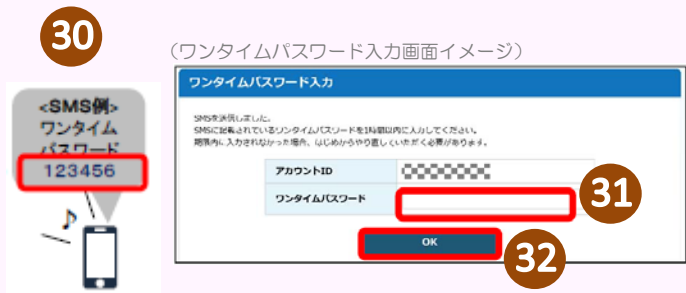 30
（ワンタイムパスワード入力画面イメージ）
<SMS例>
ワンタイム
パスワード
123456
ワンタイムパスワード入力
SMSを送信しました。
SMSに記載されているワンタイムパスワードを1時間以内に入力してください。
期限内に入力されなかった場合、はじめからやり直していただく必要があります。
アカウントID
ワンタイムパスワード
31
OK
32